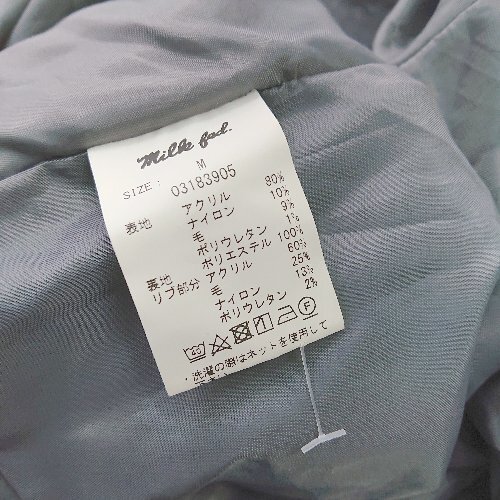 Milk fed.
M
SIZE: 03183905
表地 アクリル 80%
ナイロン 10%
毛 9%
ポリウレタン 1%
ポリエステル 100%
裏地
リブ部分 アクリル 60%
毛 25%
ナイロン 13%
ポリウレタン 2%
40 F
・洗濯の際はネットを使用して